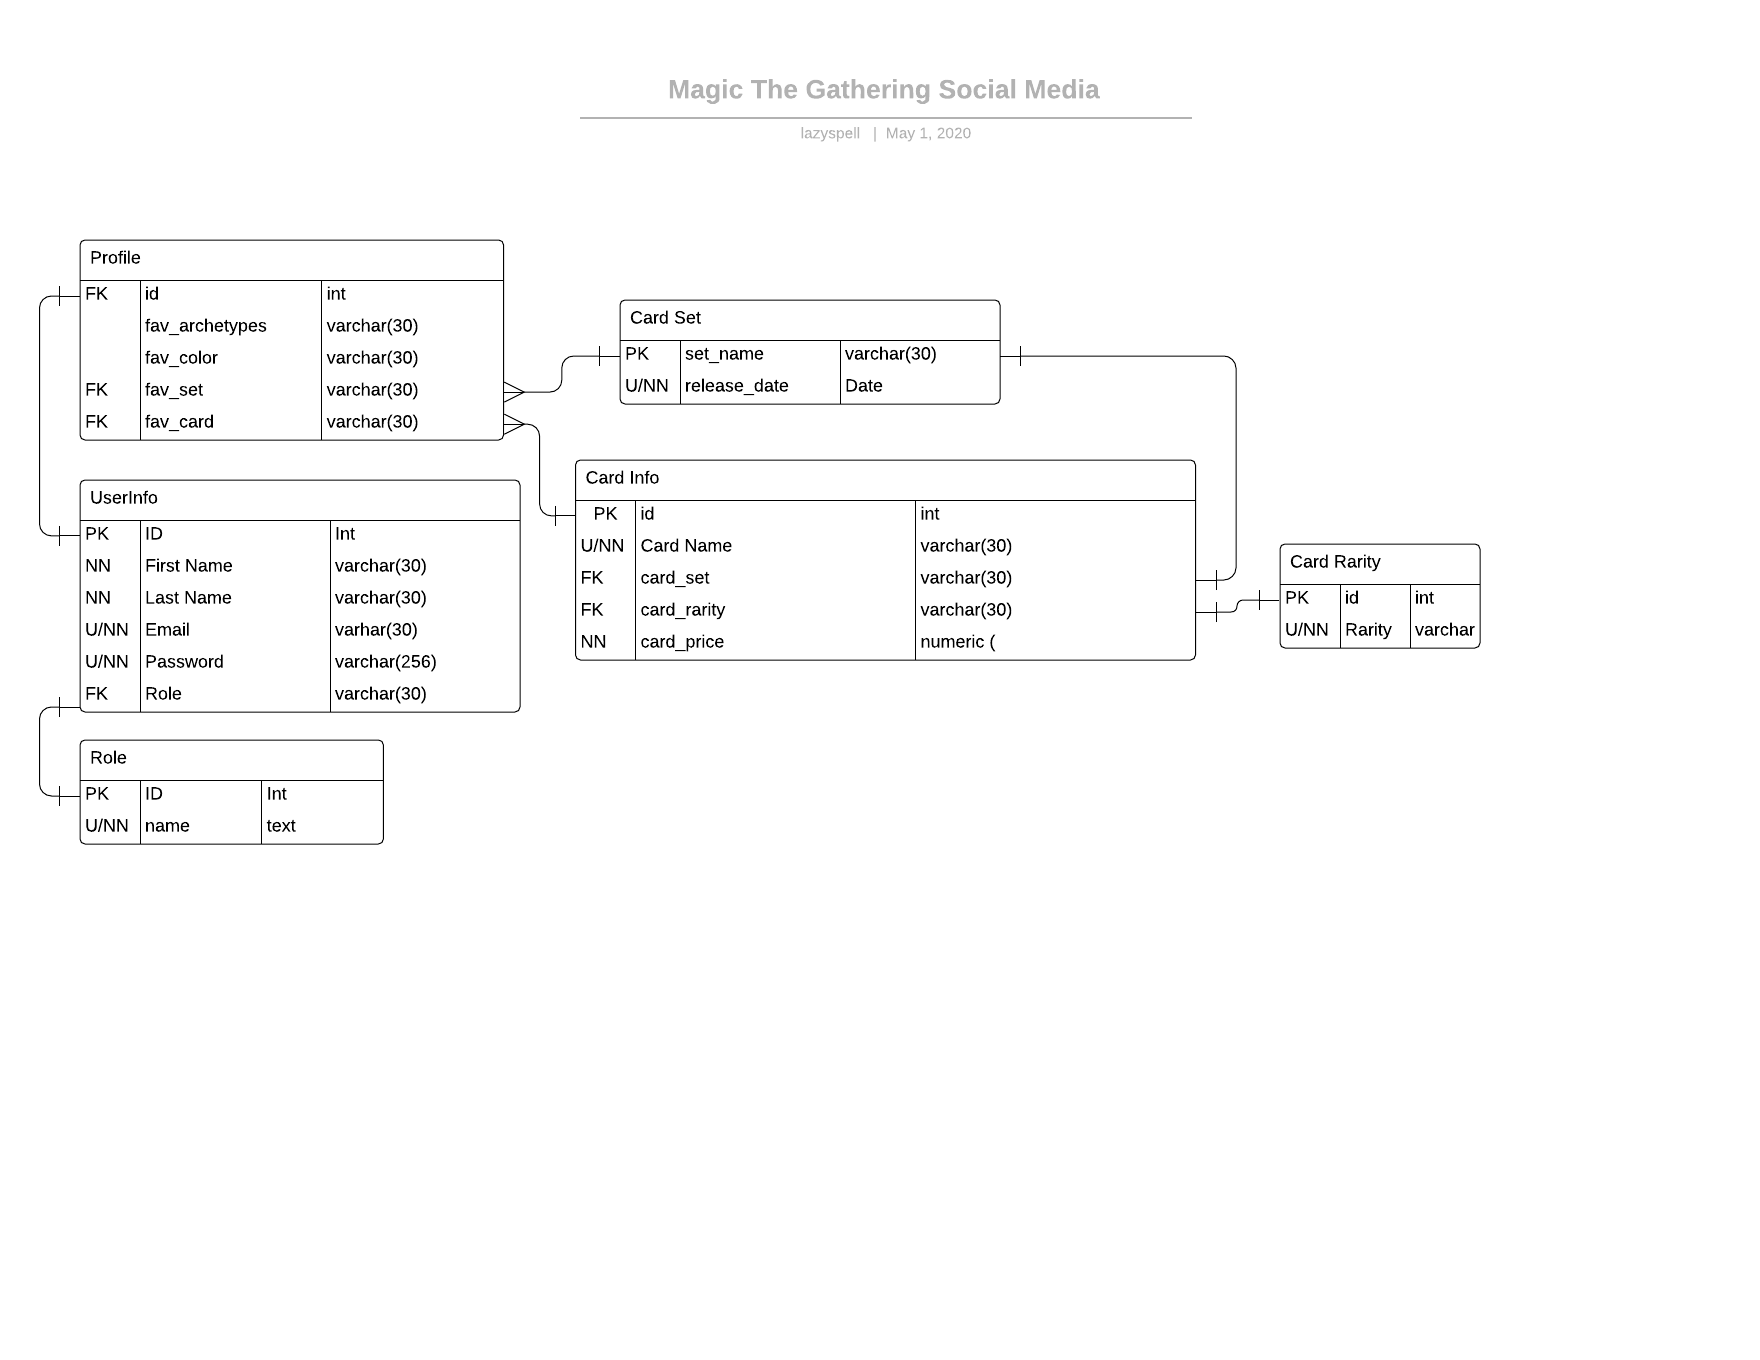 Magic The Gathering Social Media
lazyspell | May 1, 2020
Profile
FK id int
fav_archetypes varchar(30)
fav_color varchar(30)
FK fav_set varchar(30)
FK fav_card varchar(30)
Card Set
PK set_name varchar(30)
U/NN release_date Date
UserInfo
PK ID Int
NN First Name varchar(30)
NN Last Name varchar(30)
U/NN Email varhar(30)
U/NN Password varchar(256)
FK Role varchar(30)
Card Info
PK id int
U/NN Card Name varchar(30)
FK card_set varchar(30)
FK card_rarity varchar(30)
NN card_price numeric (
Card Rarity
PK id int
U/NN Rarity varchar
Role
PK ID Int
U/NN name text